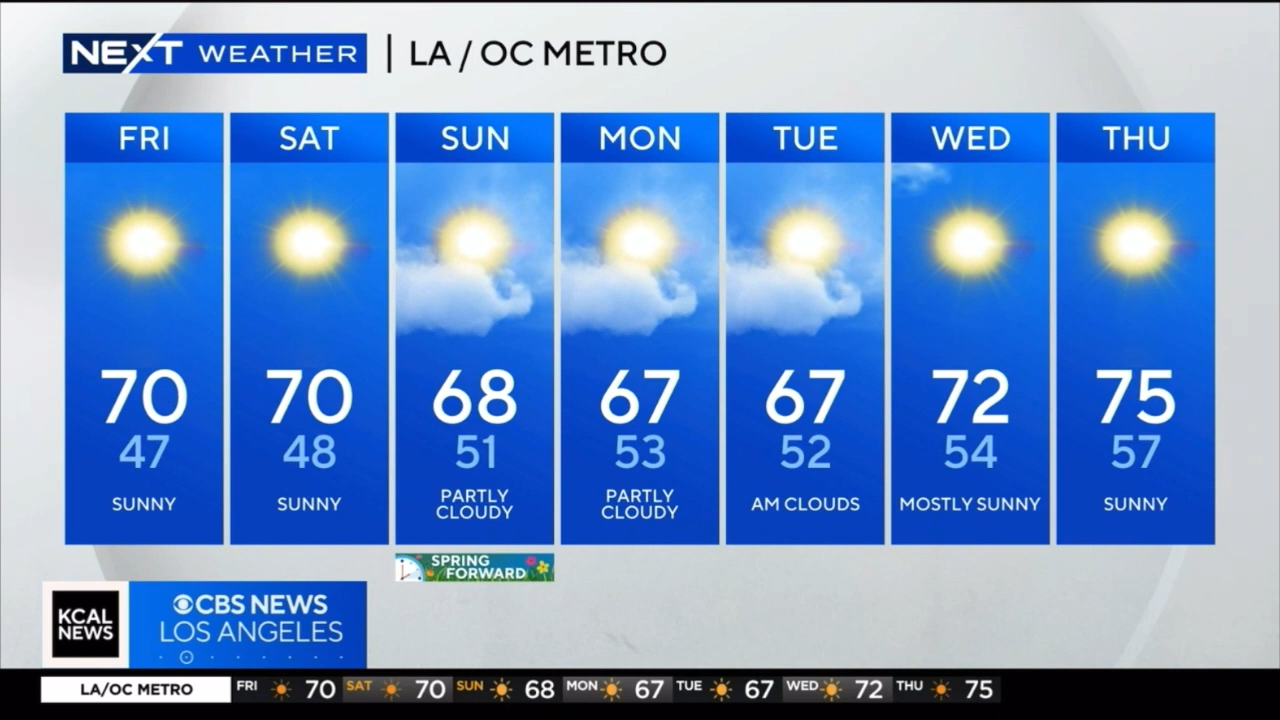 NEXT WEATHER | LA / OC METRO
FRI SAT SUN MON TUE WED THU
70 70 68 67 67 72 75
47 48 51 53 52 54 57
SUNNY SUNNY PARTLY CLOUDY PARTLY CLOUDY AM CLOUDS MOSTLY SUNNY SUNNY
SPRING
FORWARD
KCAL
NEWS
CBS NEWS
LOS ANGELES
LA/OC METRO FRI 70 SAT 70 SUN 68 MON 67 TUE 67 WED 72 THU 75